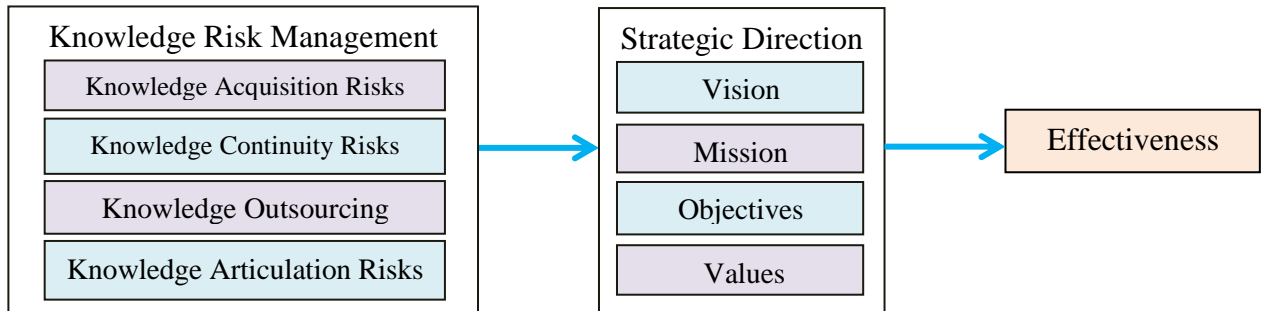 Knowledge Risk Management
Knowledge Acquisition Risks
Knowledge Continuity Risks
Knowledge Outsourcing
Knowledge Articulation Risks
Strategic Direction
Vision
Mission
Objectives
Values
Effectiveness